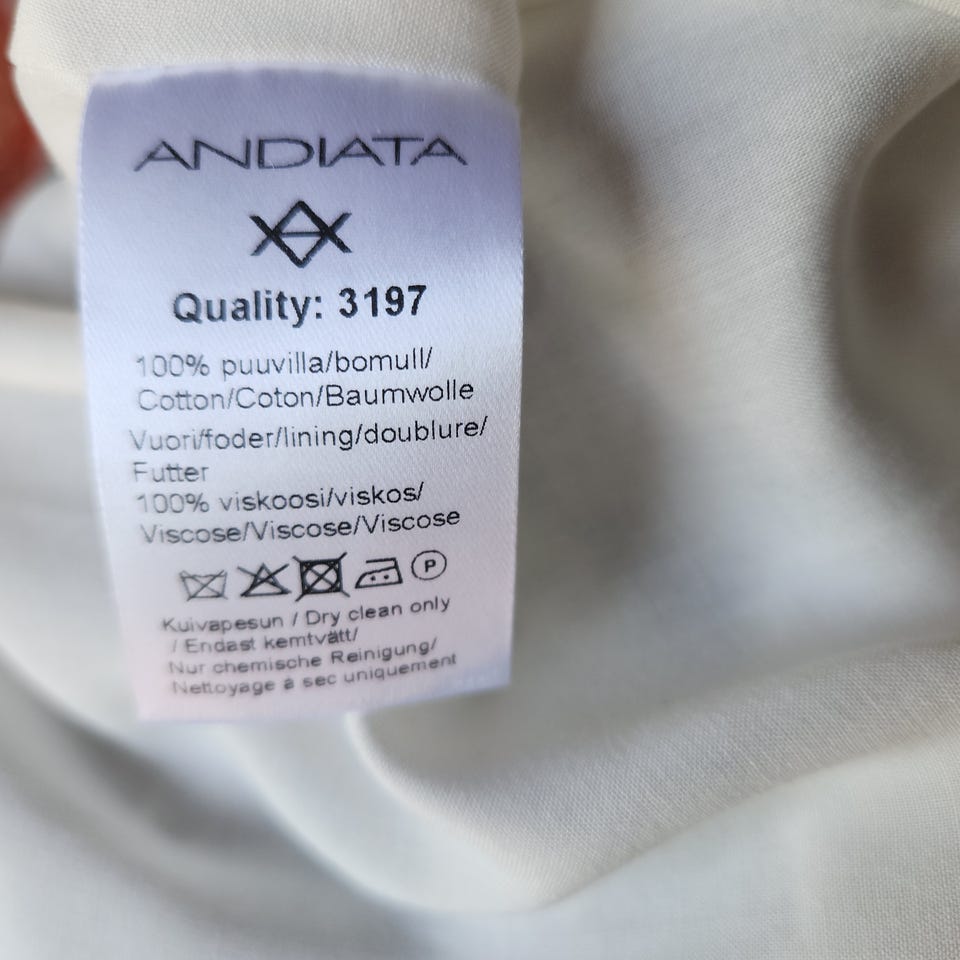 ANDIATA
Quality: 3197
100% puuvilla/bomull/
Cotton/Coton/Baumwolle
Vuori/foder/lining/doublure/
Futter
100% viskoosi/viskos/
Viscose/Viscose/Viscose
P
Kuivapesun / Dry clean only
/ Endast kemtvätt/
Nur chemische Reinigung/
Nettoyage à sec uniquement